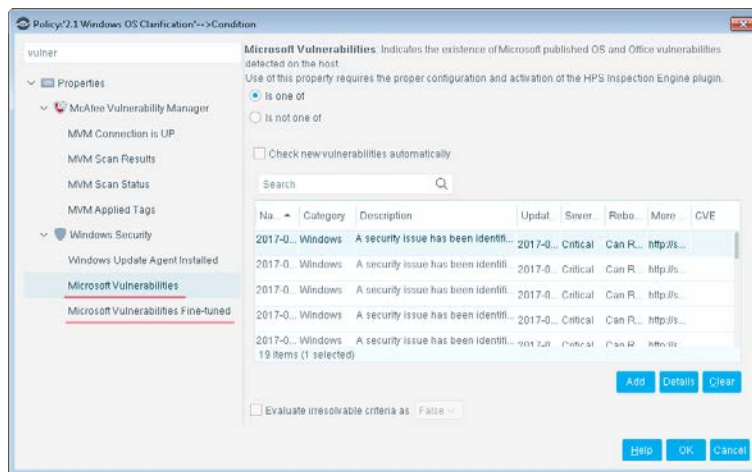 Policy:"2.1 Windows OS Clarification"-->Condition
vulner
Properties
McAfee Vulnerability Manager
MVM Connection is UP
MVM Scan Results
MVM Scan Status
MVM Applied Tags
Windows Security
Windows Update Agent Installed
Microsoft Vulnerabilities
Microsoft Vulnerabilities Fine-tuned
Microsoft Vulnerabilities: Indicates the existence of Microsoft published OS and Office vulnerabilities
detected on the host.
Use of this property requires the proper configuration and activation of the HPS Inspection Engine plugin.
Is one of
Is not one of
Check new vulnerabilities automatically
Search
Na... Category Description Updat... Sever... Rebo... More ... CVE
2017-0... Windows A security issue has been identifi... 2017-0... Critical Can R... http://s...
2017-0... Windows A security issue has been identifi... 2017-0... Critical Can R... http://s...
2017-0... Windows A security issue has been identifi... 2017-0... Critical Can R... http://s...
2017-0... Windows A security issue has been identifi... 2017-0... Critical Can R... http://s...
2017-0... Windows A security issue has been identifi... 2017-0... Critical Can R... http://s...
19 items (1 selected)
Add Details Clear
Evaluate irresolvable criteria as False
Help OK Cancel